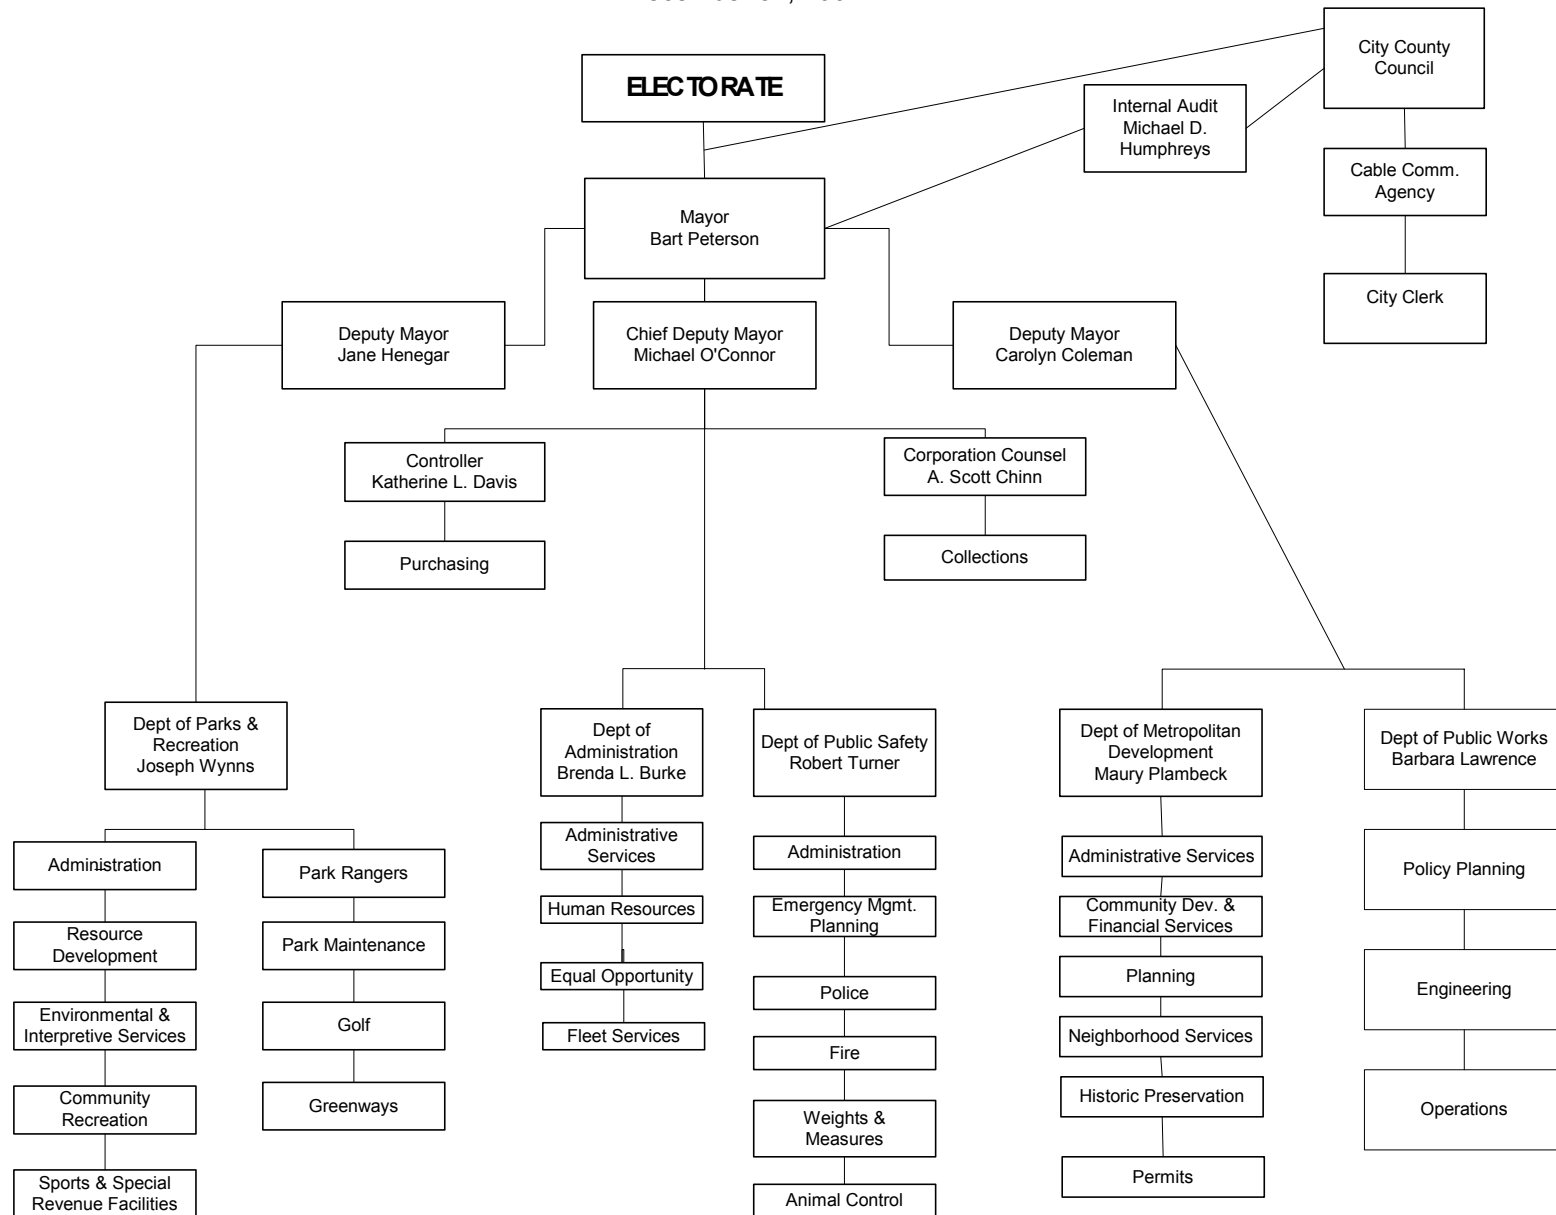 City County
Council
ELECTORATE
Internal Audit
Michael D.
Humphreys
Cable Comm.
Agency
Mayor
Bart Peterson
City Clerk
Deputy Mayor
Jane Henegar
Chief Deputy Mayor
Michael O'Connor
Deputy Mayor
Carolyn Coleman
Controller
Katherine L. Davis
Corporation Counsel
A. Scott Chinn
Purchasing
Collections
Dept of Parks &
Recreation
Joseph Wynns
Dept of
Administration
Brenda L. Burke
Dept of Public Safety
Robert Turner
Dept of Metropolitan
Development
Maury Plambeck
Dept of Public Works
Barbara Lawrence
Administration
Resource
Development
Environmental &
Interpretive Services
Community
Recreation
Sports & Special
Revenue Facilities
Park Rangers
Park Maintenance
Golf
Greenways
Administrative
Services
Human Resources
Equal Opportunity
Fleet Services
Administration
Emergency Mgmt.
Planning
Police
Fire
Weights &
Measures
Animal Control
Administrative Services
Community Dev. &
Financial Services
Planning
Neighborhood Services
Historic Preservation
Permits
Policy Planning
Engineering
Operations